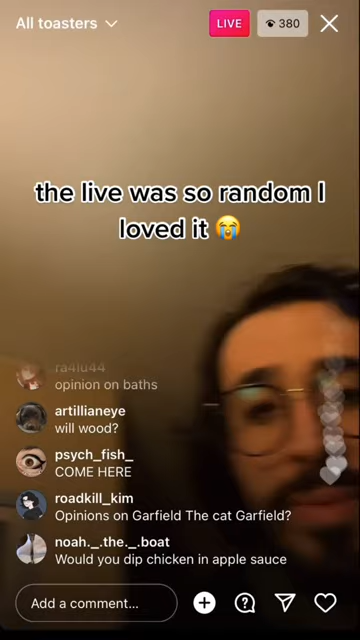 All toasters
LIVE
380
the live was so random I
loved it 😭
ra4lu44
opinion on baths
artillianeye
will wood?
psych_fish_
COME HERE
roadkill_kim
Opinions on Garfield The cat Garfield?
noah._.the._.boat
Would you dip chicken in apple sauce
Add a comment...